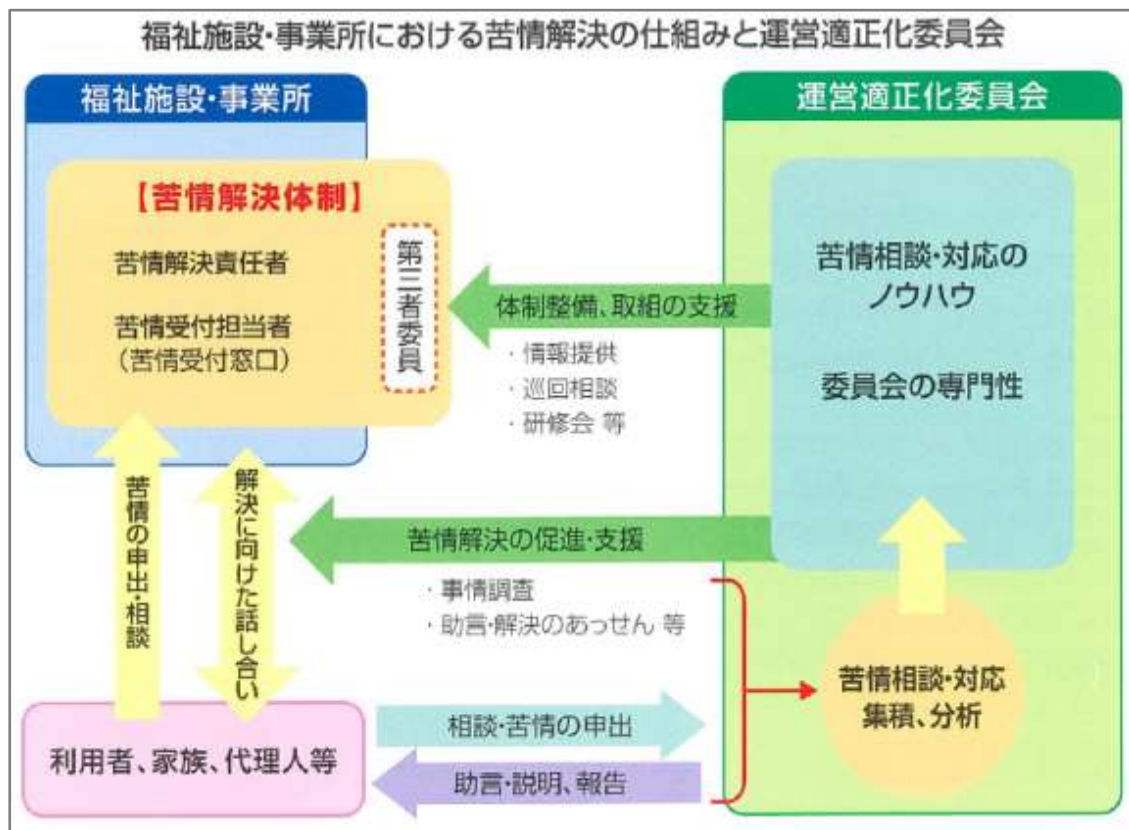 福祉施設・事業所における苦情解決の仕組みと運営適正化委員会
福祉施設・事業所
【苦情解決体制】
苦情解決責任者
苦情受付担当者
（苦情受付窓口）
第三者委員
体制整備、取組の支援
・情報提供
・巡回相談
・研修会 等
運営適正化委員会
苦情相談・対応の
ノウハウ
委員会の専門性
苦情の申出・相談
解決に向けた話し合い
苦情解決の促進・支援
・事情調査
・助言・解決のあっせん 等
苦情相談・対応
集積、分析
利用者、家族、代理人等
相談・苦情の申出
助言・説明、報告